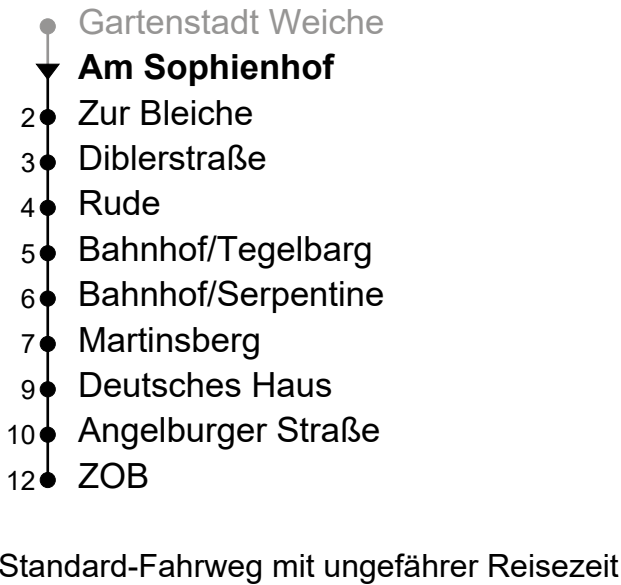 Gartenstadt Weiche
Am Sophienhof
2 Zur Bleiche
3 Diblerstraße
4 Rude
5 Bahnhof/Tegelbarg
6 Bahnhof/Serpentine
7 Martinsberg
9 Deutsches Haus
10 Angelburger Straße
12 ZOB
Standard-Fahrweg mit ungefährer Reisezeit